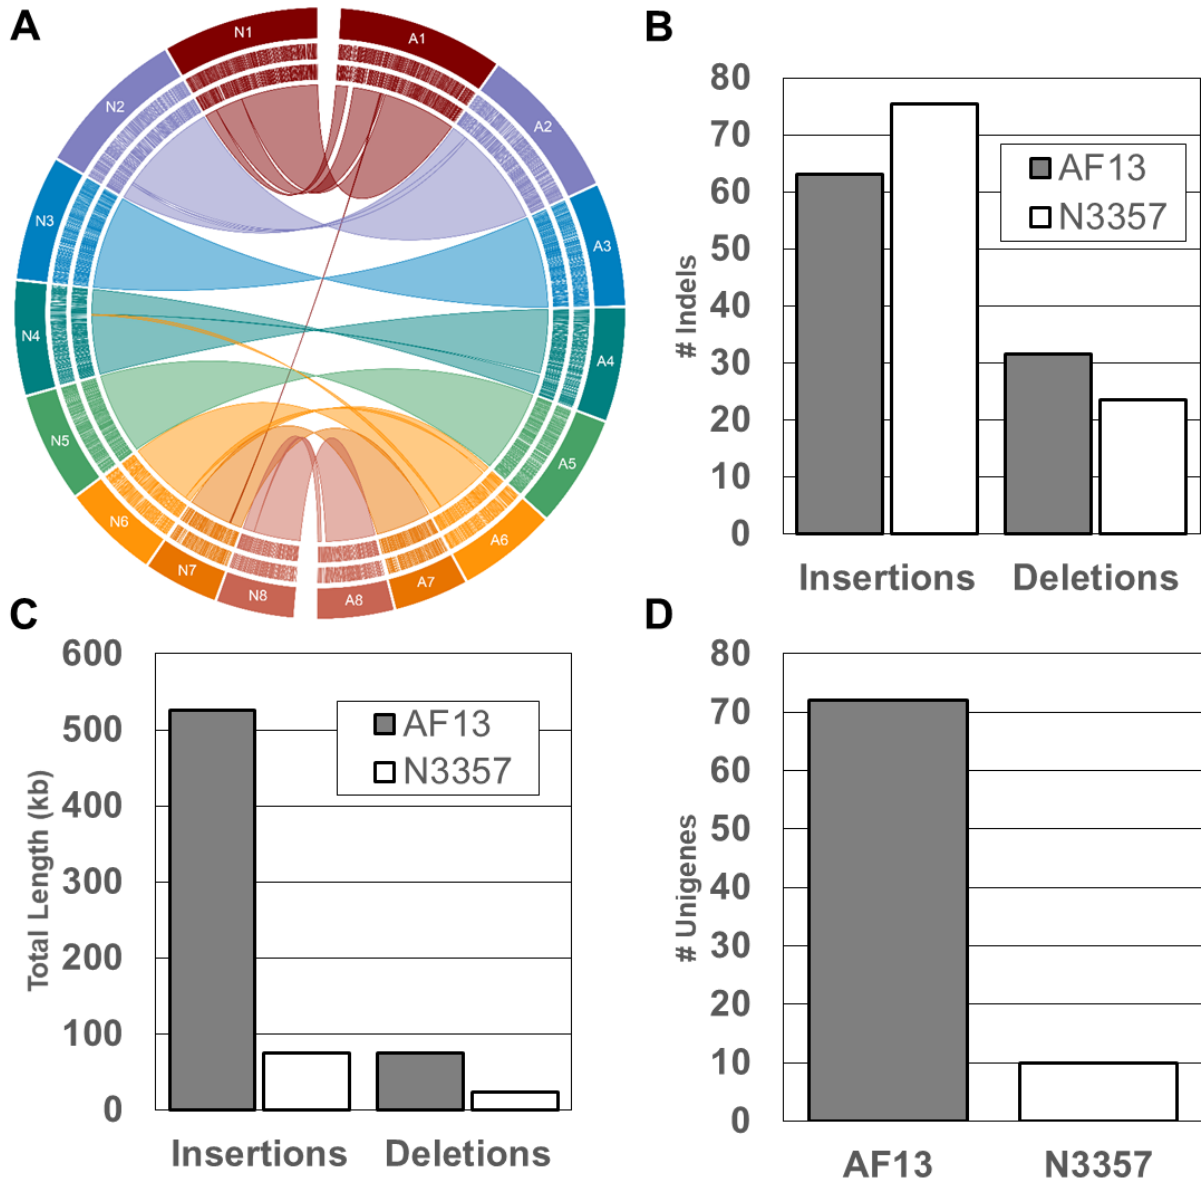 A
N1
A1
N2
A2
N3
A3
N4
A4
N5
A5
N6
A6
N7
A7
N8
A8
B
80
70
60
50
40
30
20
10
0
# Indels
AF13
N3357
Insertions
Deletions
C
600
500
400
300
200
100
0
Total Length (kb)
AF13
N3357
Insertions
Deletions
D
80
70
60
50
40
30
20
10
0
# Unigenes
AF13
N3357